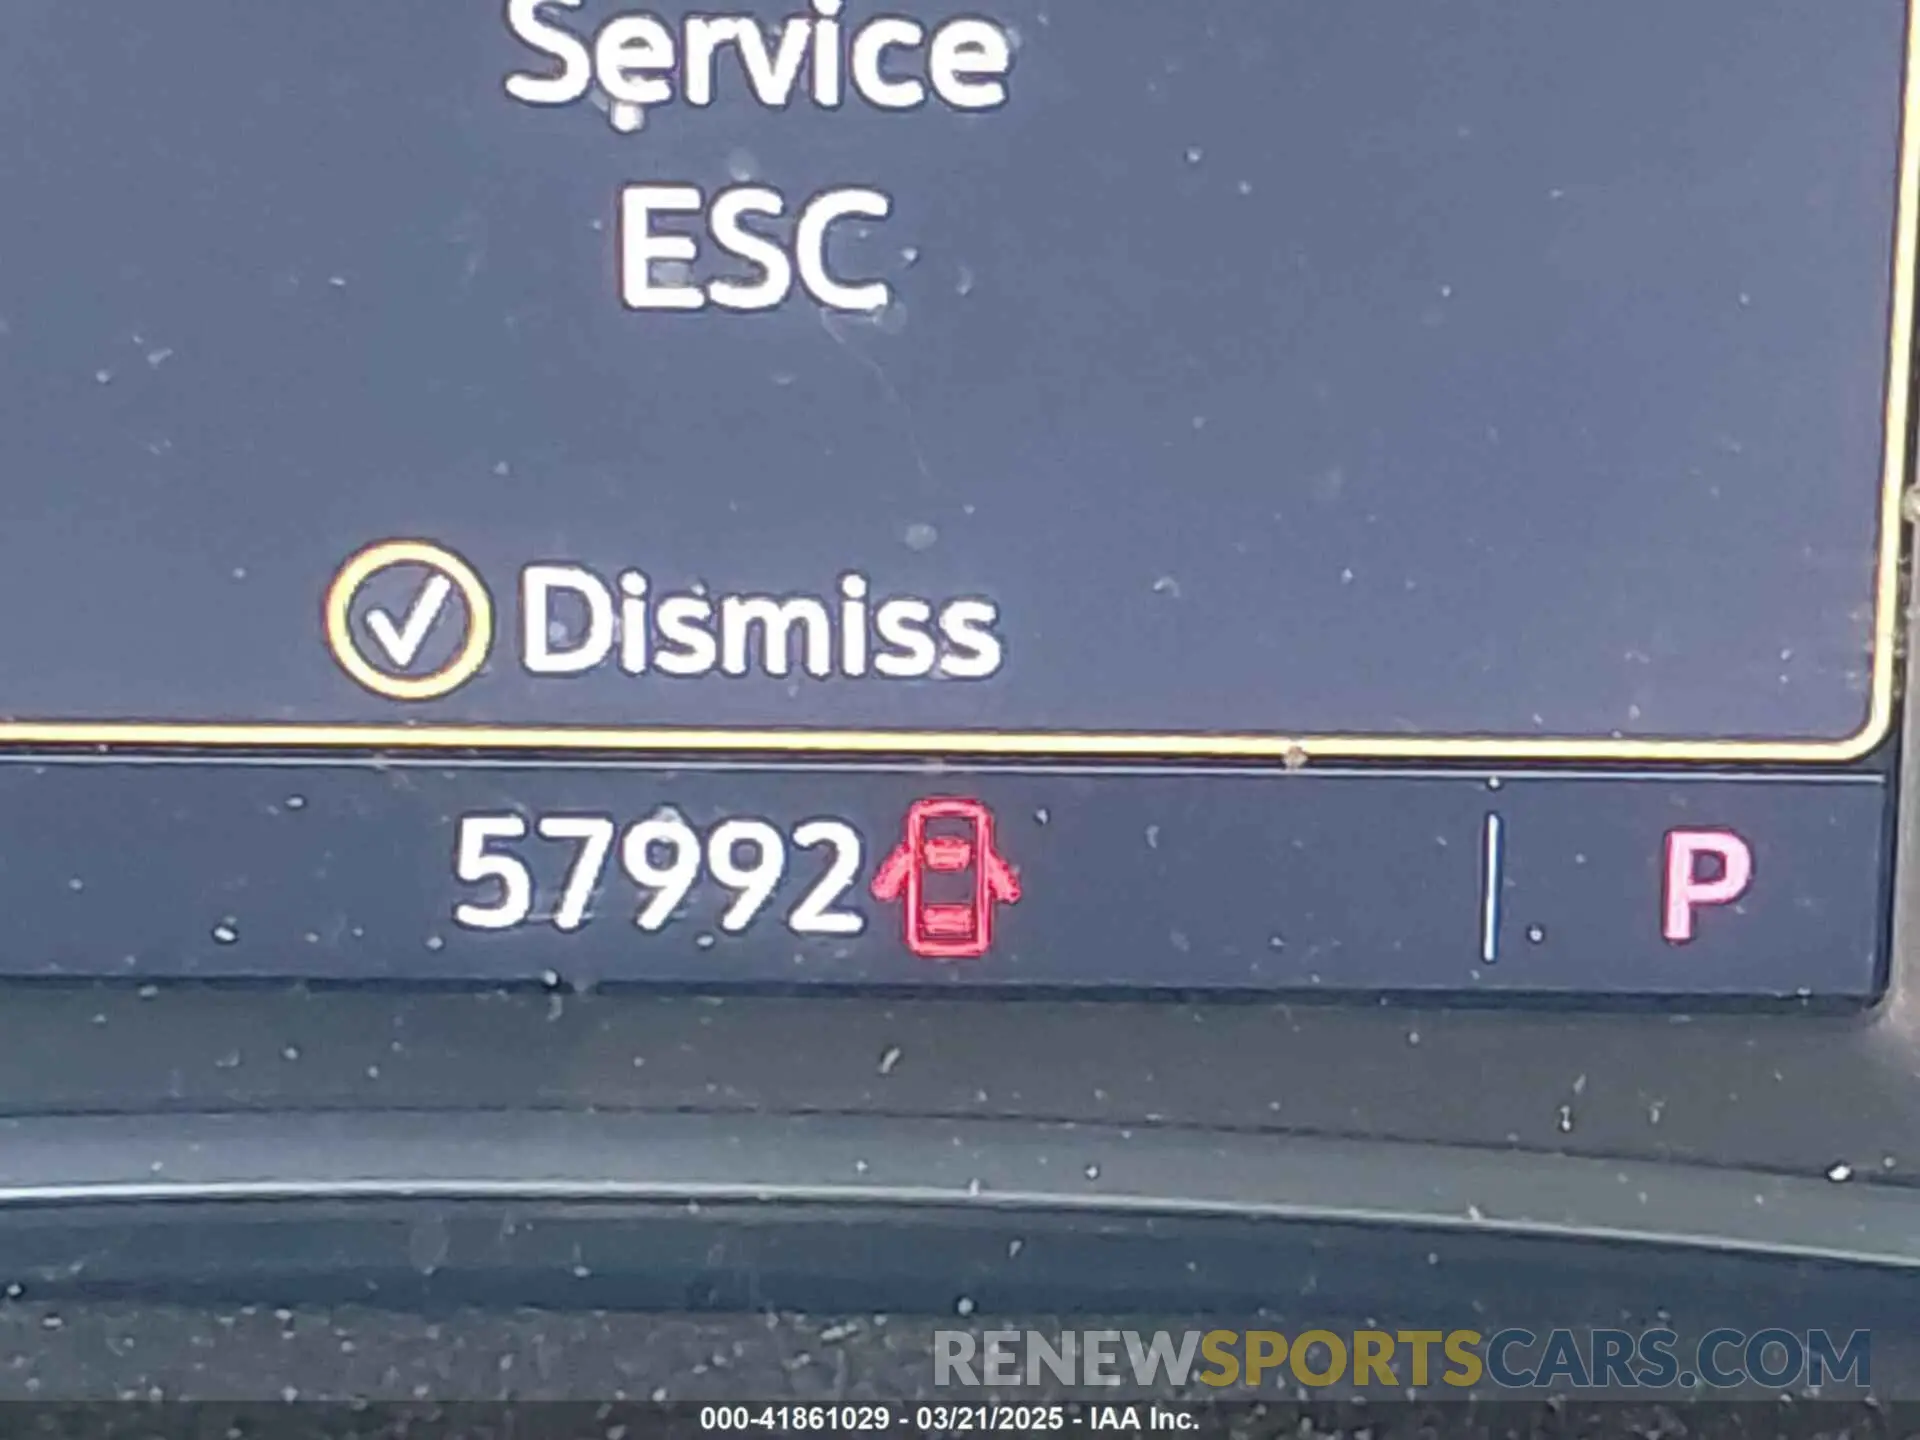 Service
ESC
Dismiss
57992
P
RENEWSPORTSCARS.COM
000-41861029 - 03/21/2025 - IAA Inc.